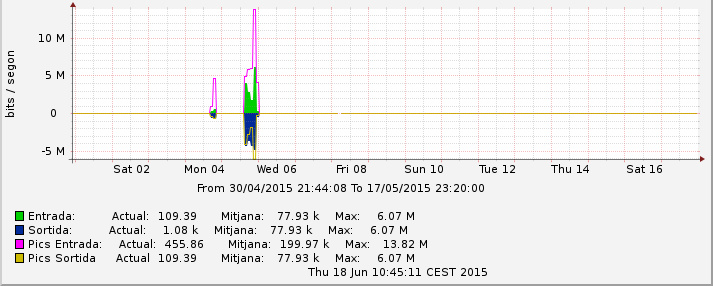 bits / segon
10 M
5 M
0
-5 M
Sat 02 Mon 04 Wed 06 Fri 08 Sun 10 Tue 12 Thu 14 Sat 16
From 30/04/2015 21:44:08 To 17/05/2015 23:20:00
Entrada: Actual: 109.39 Mitjana: 77.93 k Max: 6.07 M
Sortida: Actual: 1.08 k Mitjana: 77.93 k Max: 6.07 M
Pics Entrada: Actual: 455.86 Mitjana: 199.97 k Max: 13.82 M
Pics Sortida Actual 109.39 Mitjana: 77.93 k Max: 6.07 M
Thu 18 Jun 10:45:11 CEST 2015